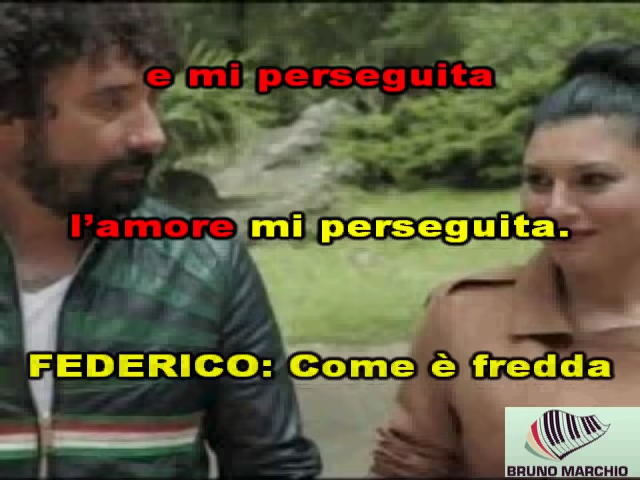 e mi perseguita
l’amore mi perseguita.
FEDERICO: Come è fredda
BRUNO MARCHIO